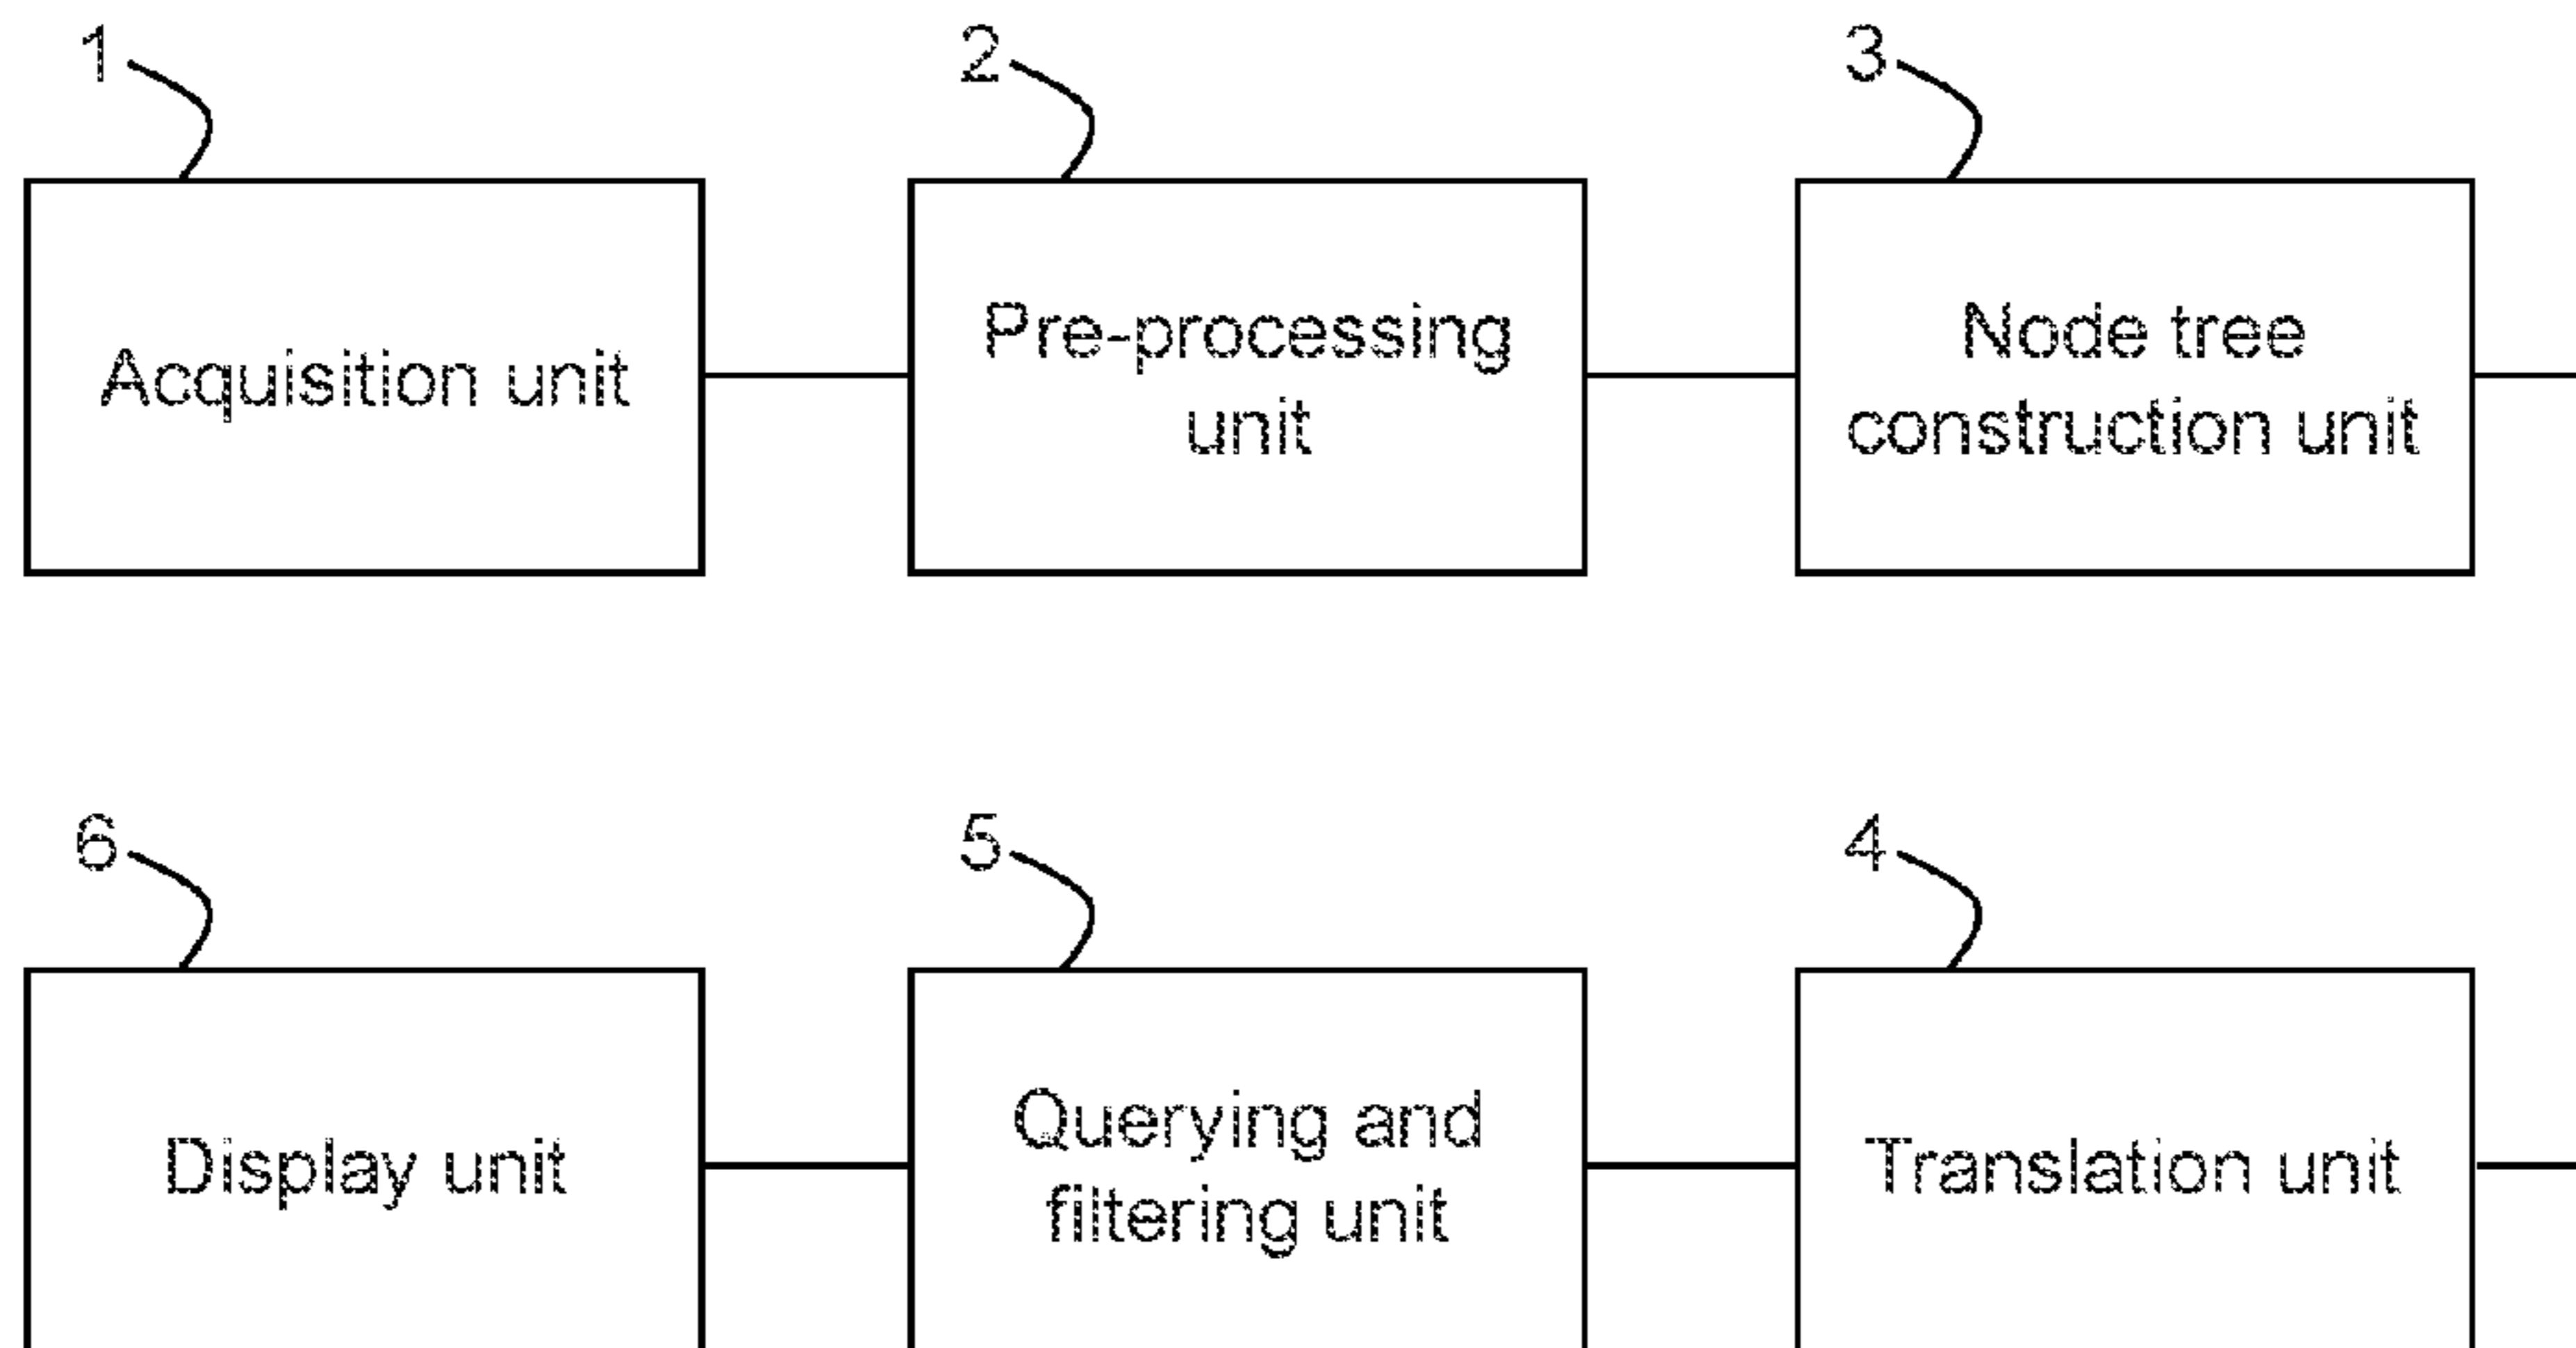 1
2
3
Acquisition unit
Pre-processing
unit
Node tree
construction unit
6
5
4
Display unit
Querying and
filtering unit
Translation unit